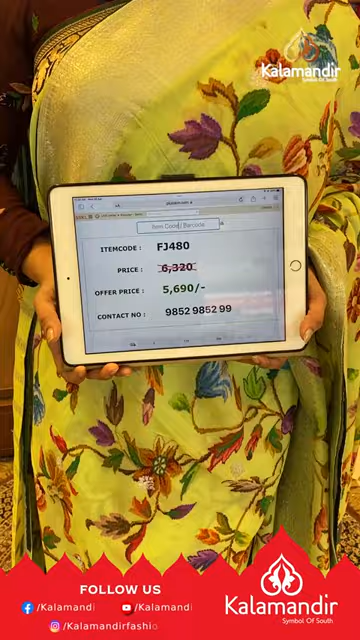 Kalamandir
Symbol Of South
Item Code / Barcode
ITEMCODE : FJ480
PRICE : 6,320
OFFER PRICE : 5,690/-
CONTACT NO : 9852 9852 99
FOLLOW US
/Kalamandi
/Kalamandir
/Kalamandirfashio
Kalamandir
Symbol Of South